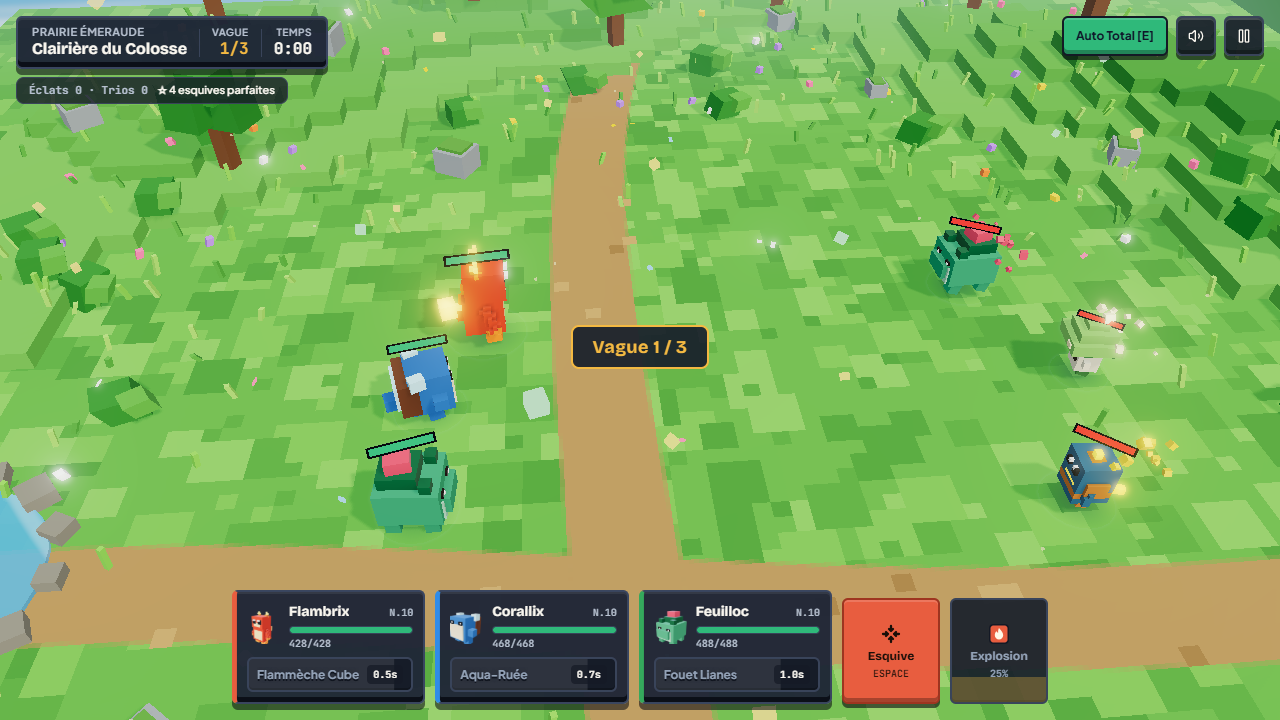 PRAIRIE ÉMERAUDE
Clairière du Colosse
VAGUE
1/3
TEMPS
0:00
Éclats 0 · Trios 0 ★ 4 esquives parfaites
Auto Total [E]
Vague 1 / 3
Flambrix
N.10
428/428
Flammèche Cube
0.5s
Corallix
N.10
468/468
Aqua-Ruée
0.7s
Feuilloc
N.10
488/488
Fouet Lianes
1.0s
Esquive
ESPACE
Explosion
25%